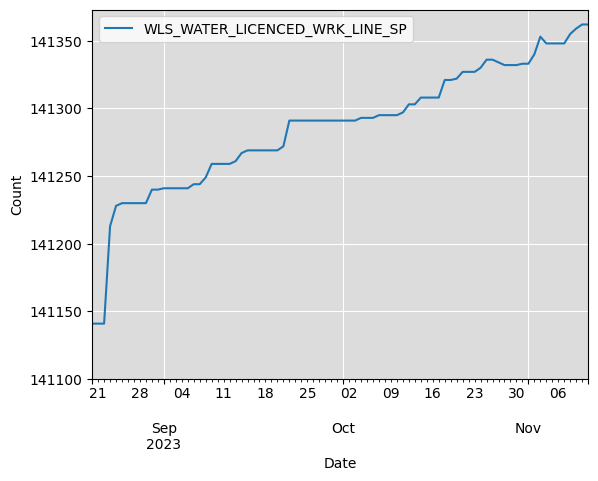 WLS_WATER_LICENCED_WRK_LINE_SP
141350
141300
141250
141200
141150
141100
Count
21 28 04 11 18 25 02 09 16 23 30 06
Sep Oct Nov
2023
Date